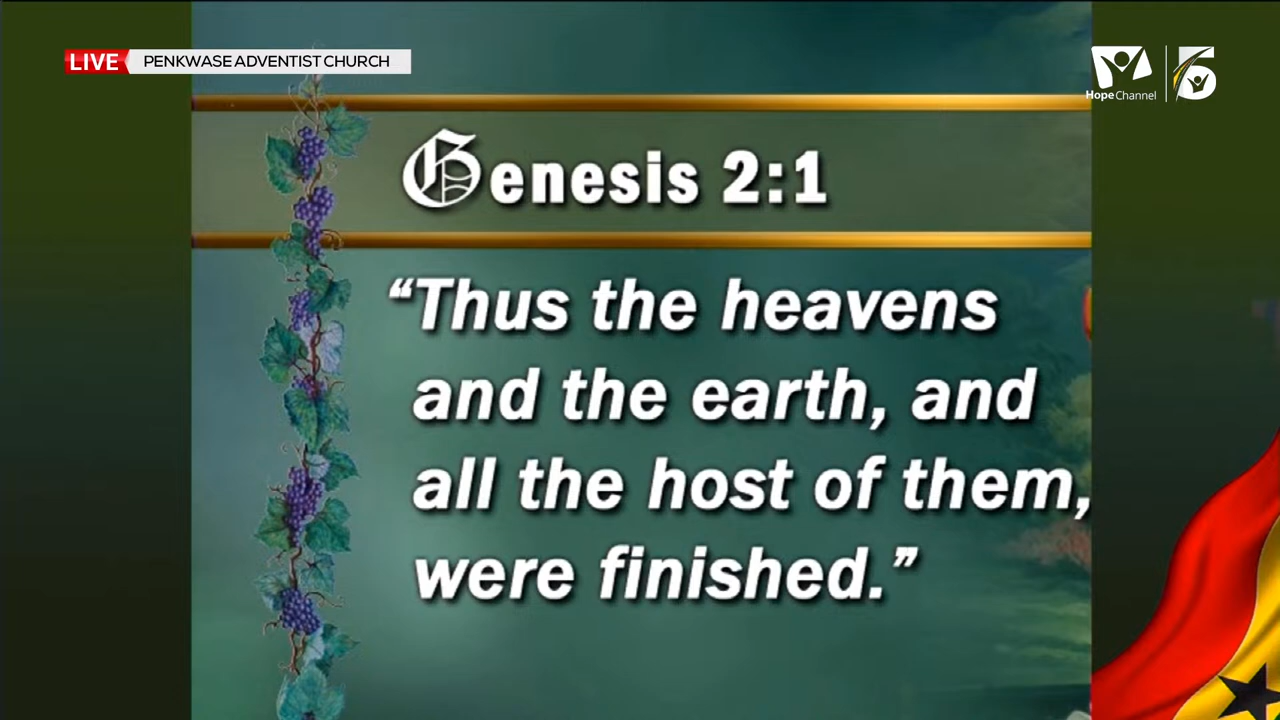 LIVE PENKWASE ADVENTIST CHURCH
Hope Channel 5
Genesis 2:1
“Thus the heavens
and the earth, and
all the host of them,
were finished.”